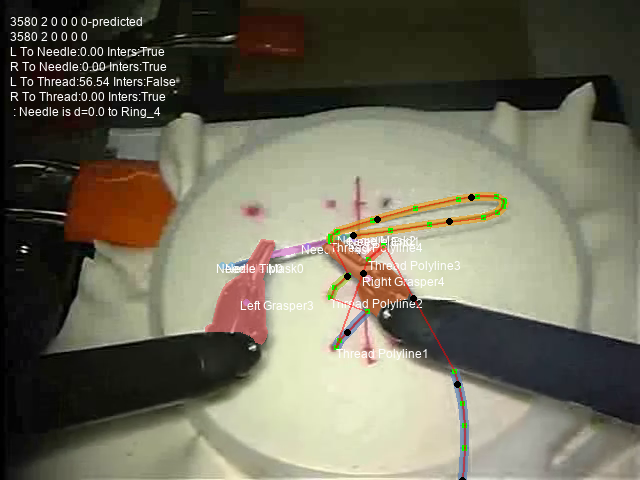 3580 2 0 0 0 0-predicted
3580 2 0 0 0 0
L To Needle:0.00 Inters:True
R To Needle:0.00 Inters:True
L To Thread:56.54 Inters:False
R To Thread:0.00 Inters:True
: Needle is d=0.0 to Ring_4
Thread Polyline4
Thread Polyline3
Right Grasper4
Left Grasper3
Thread Polyline2
Thread Polyline1